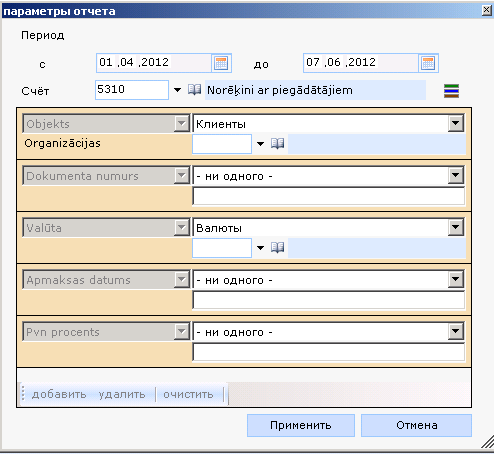 параметры отчета
Период
с 01 ,04 ,2012 до 07 ,06 ,2012
Счёт 5310 Norēķini ar piegādātājiem
Objekts Клиенты
Organizācijas
Dokumenta numurs - ни одного -
Valūta Валюты
Apmaksas datums - ни одного -
Pvn procents - ни одного -
добавить удалить очистить
Применить Отмена